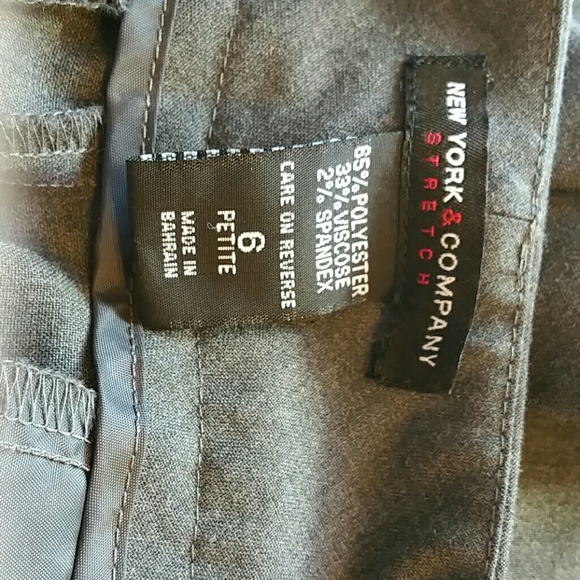 NEW YORK & COMPANY
STRETCH
65% POLYESTER
33% VISCOSE
2% SPANDEX
CARE ON REVERSE
6
PETITE
MADE IN
BAHRAIN